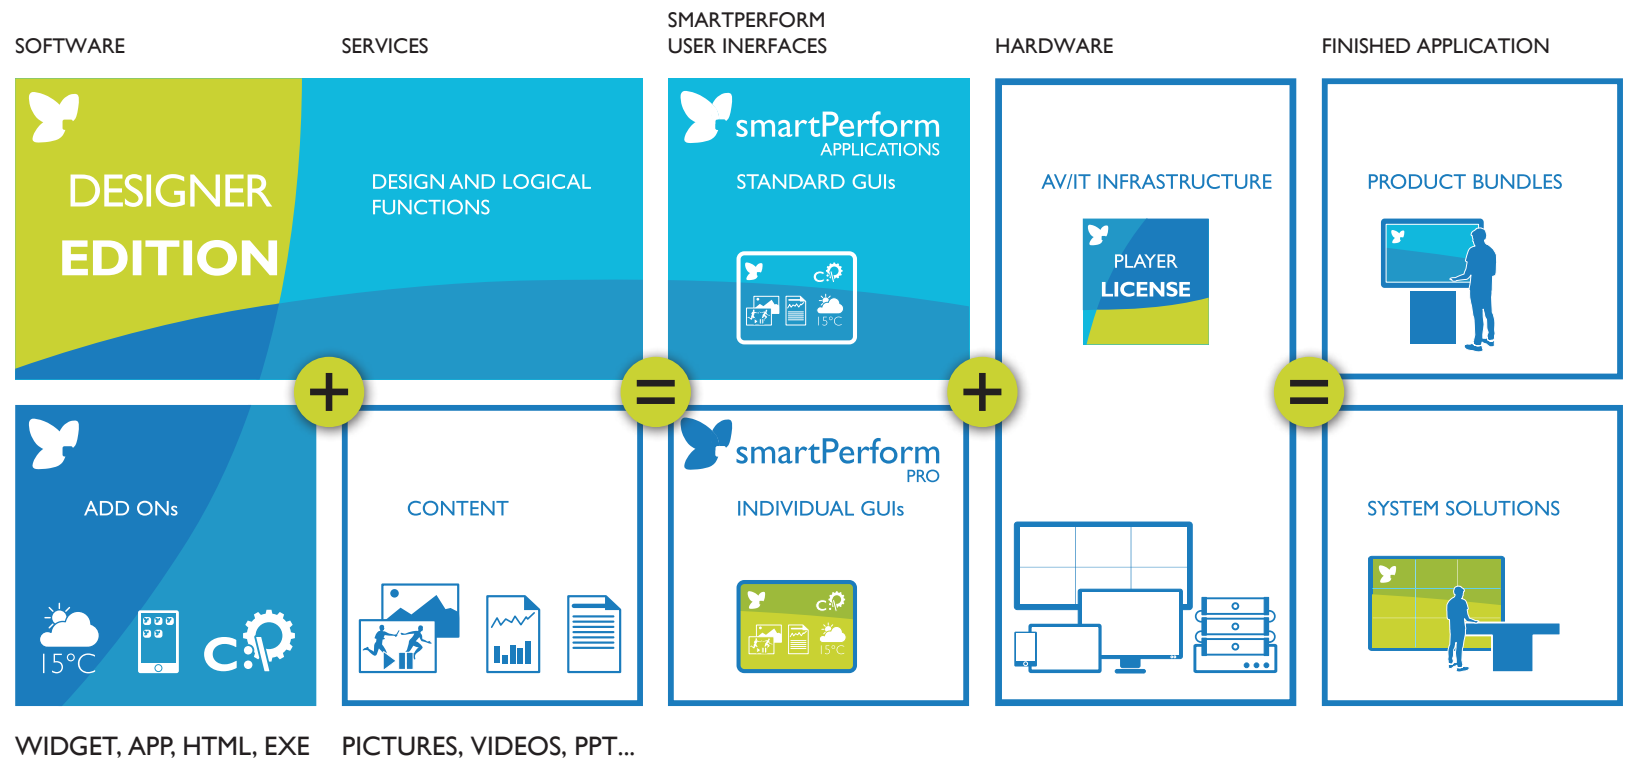 SOFTWARE
SERVICES
SMARTPERFORM
USER INERFACES
HARDWARE
FINISHED APPLICATION
DESIGNER
EDITION
DESIGN AND LOGICAL
FUNCTIONS
smartPerform
APPLICATIONS
STANDARD GUIs
c:
15°C
AV/IT INFRASTRUCTURE
PLAYER
LICENSE
PRODUCT BUNDLES
+
=
+
=
ADD ONs
15°C
c:
CONTENT
smartPerform
PRO
INDIVIDUAL GUIs
c:
15°C
SYSTEM SOLUTIONS
WIDGET, APP, HTML, EXE
PICTURES, VIDEOS, PPT...